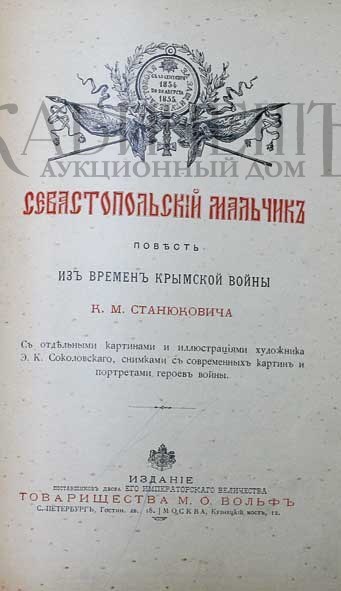 СЪ 13 СЕНТЯБРЯ
1854
ПО 28 АВГУСТА
1855.
КАБИНЕТЪ
АУКЦИОННЫЙ ДОМ
СЕВАСТОПОЛЬСКІЙ МАЛЬЧИКЪ
ПОВѢСТЬ
ИЗЪ ВРЕМЕНЪ КРЫМСКОЙ ВОЙНЫ
К. М. СТАНЮКОВИЧА
Съ отдѣльными картинами и иллюстраціями художника
Э. К. Соколовскаго, снимками съ современныхъ картинъ и
портретами героевъ войны.
ИЗДАНІЕ
ПОСТАВЩИКОВЪ ДВОРА ЕГО ИМПЕРАТОРСКАГО ВЕЛИЧЕСТВА
ТОВАРИЩЕСТВА М. О. ВОЛЬФЪ
С.-ПЕТЕРБУРГЪ, Гостин. дв. 18. | МОСКВА, Кузнецкій мостъ, 12.